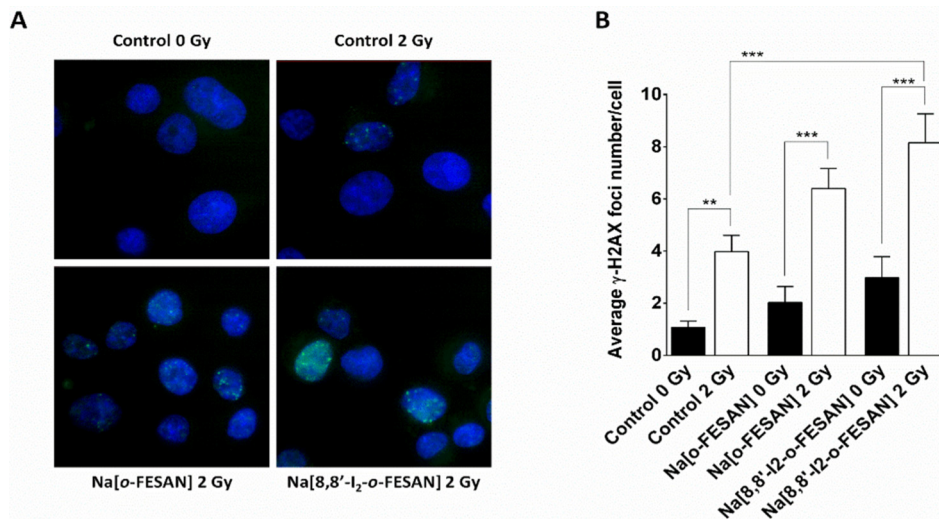 A
Control 0 Gy
Control 2 Gy
Na[o-FESAN] 2 Gy
Na[8,8′-I₂-o-FESAN] 2 Gy
B
Average γ-H2AX foci number/cell
10
8
6
4
2
0
**
***
***
***
Control 0 Gy
Control 2 Gy
Na[o-FESAN] 0 Gy
Na[o-FESAN] 2 Gy
Na[8,8'-I2-o-FESAN] 0 Gy
Na[8,8'-I2-o-FESAN] 2 Gy